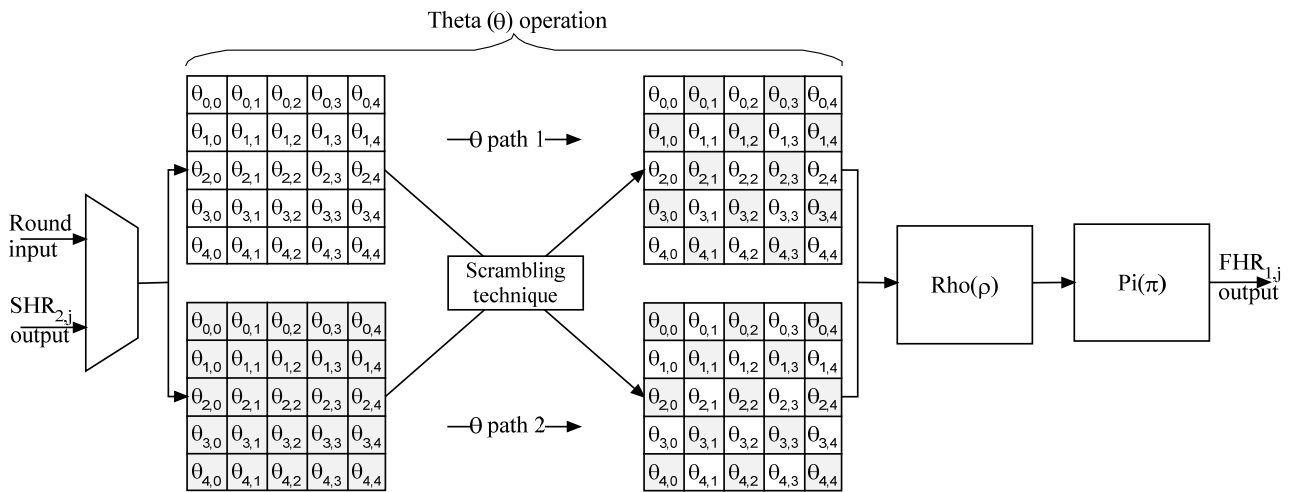 Theta (θ) operation
θ0,0 θ0,1 θ0,2 θ0,3 θ0,4
θ1,0 θ1,1 θ1,2 θ1,3 θ1,4
θ2,0 θ2,1 θ2,2 θ2,3 θ2,4
θ3,0 θ3,1 θ3,2 θ3,3 θ3,4
θ4,0 θ4,1 θ4,2 θ4,3 θ4,4
θ path 1
θ0,0 θ0,1 θ0,2 θ0,3 θ0,4
θ1,0 θ1,1 θ1,2 θ1,3 θ1,4
θ2,0 θ2,1 θ2,2 θ2,3 θ2,4
θ3,0 θ3,1 θ3,2 θ3,3 θ3,4
θ4,0 θ4,1 θ4,2 θ4,3 θ4,4
Round
input
SHR2,j
output
Scrambling
technique
Rho(ρ)
Pi(π)
FHR1,j
output
θ0,0 θ0,1 θ0,2 θ0,3 θ0,4
θ1,0 θ1,1 θ1,2 θ1,3 θ1,4
θ2,0 θ2,1 θ2,2 θ2,3 θ2,4
θ3,0 θ3,1 θ3,2 θ3,3 θ3,4
θ4,0 θ4,1 θ4,2 θ4,3 θ4,4
θ path 2
θ0,0 θ0,1 θ0,2 θ0,3 θ0,4
θ1,0 θ1,1 θ1,2 θ1,3 θ1,4
θ2,0 θ2,1 θ2,2 θ2,3 θ2,4
θ3,0 θ3,1 θ3,2 θ3,3 θ3,4
θ4,0 θ4,1 θ4,2 θ4,3 θ4,4